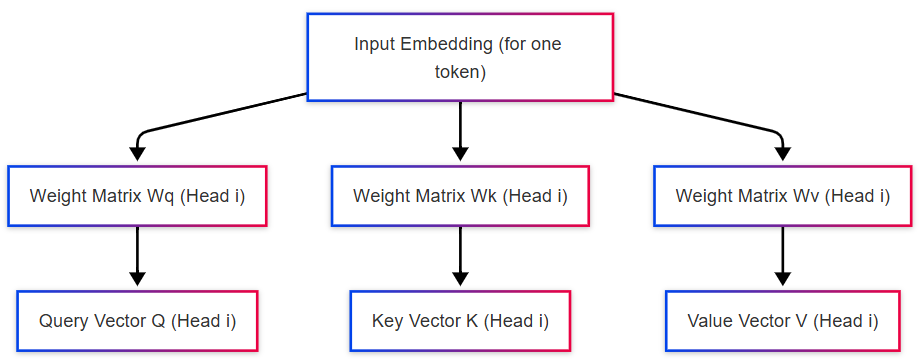 Input Embedding (for one
token)
Weight Matrix Wq (Head i)
Weight Matrix Wk (Head i)
Weight Matrix Wv (Head i)
Query Vector Q (Head i)
Key Vector K (Head i)
Value Vector V (Head i)